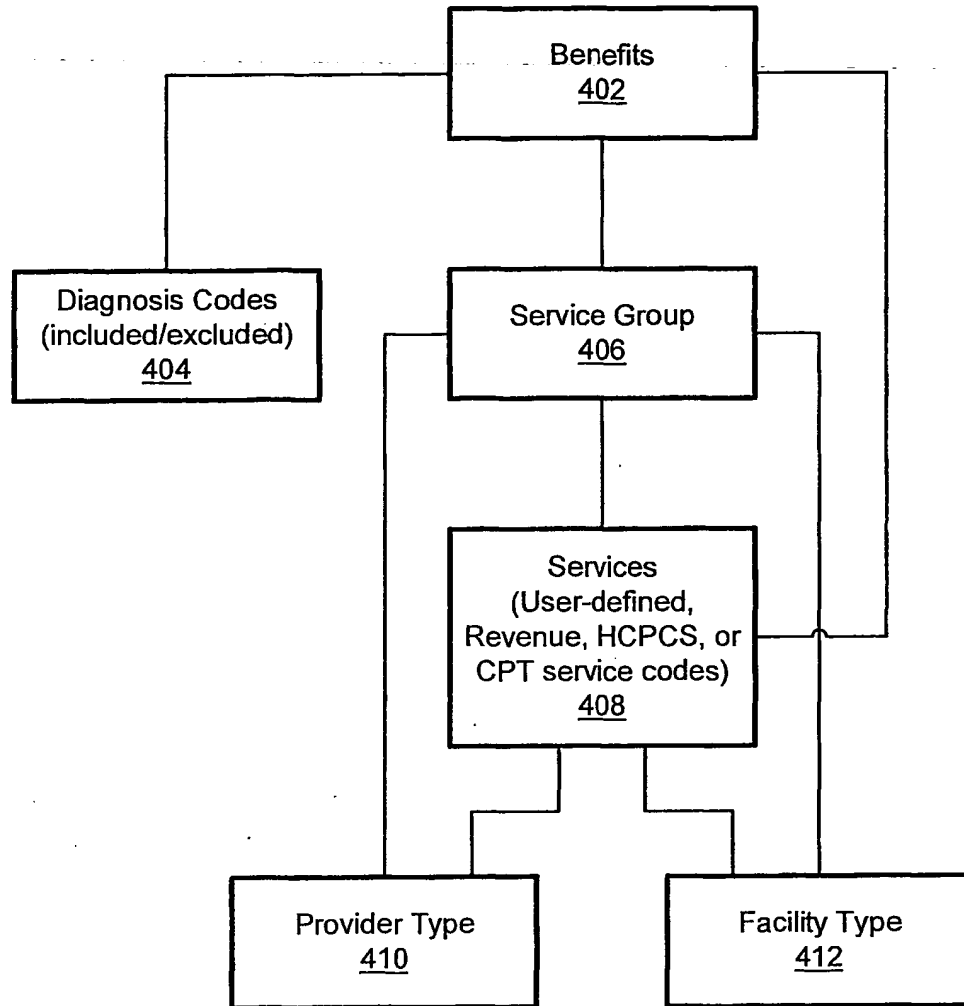 Benefits
402
Diagnosis Codes
(included/excluded)
404
Service Group
406
Services
(User-defined,
Revenue, HCPCS, or
CPT service codes)
408
Provider Type
410
Facility Type
412